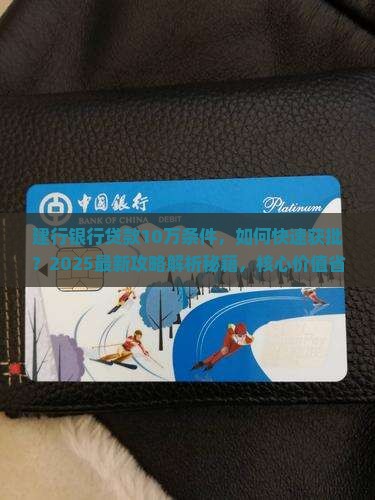 中国银行
Platinum
BANK OF CHINA DEBIT
建行银行贷款10万条件，如何快速获批
？2025最新攻略解析秘籍，核心价值省